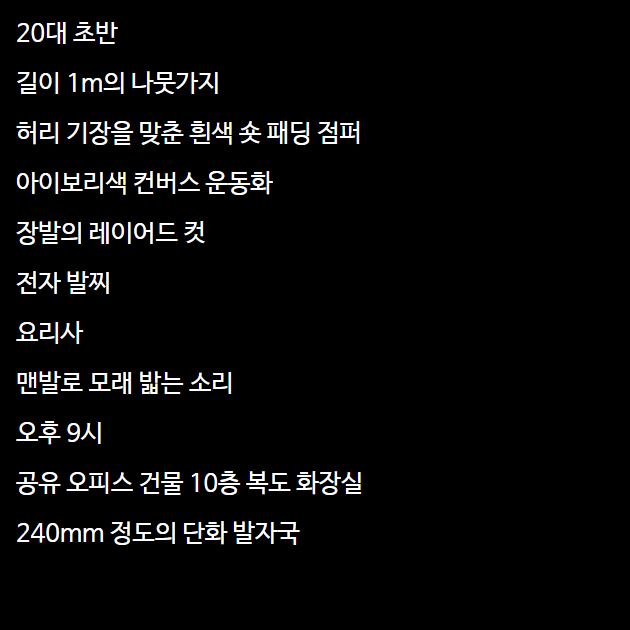 20대 초반
길이 1m의 나뭇가지
허리 기장을 맞춘 흰색 숏 패딩 점퍼
아이보리색 컨버스 운동화
장발의 레이어드 컷
전자 발찌
요리사
맨발로 모래 밟는 소리
오후 9시
공유 오피스 건물 10층 복도 화장실
240mm 정도의 단화 발자국